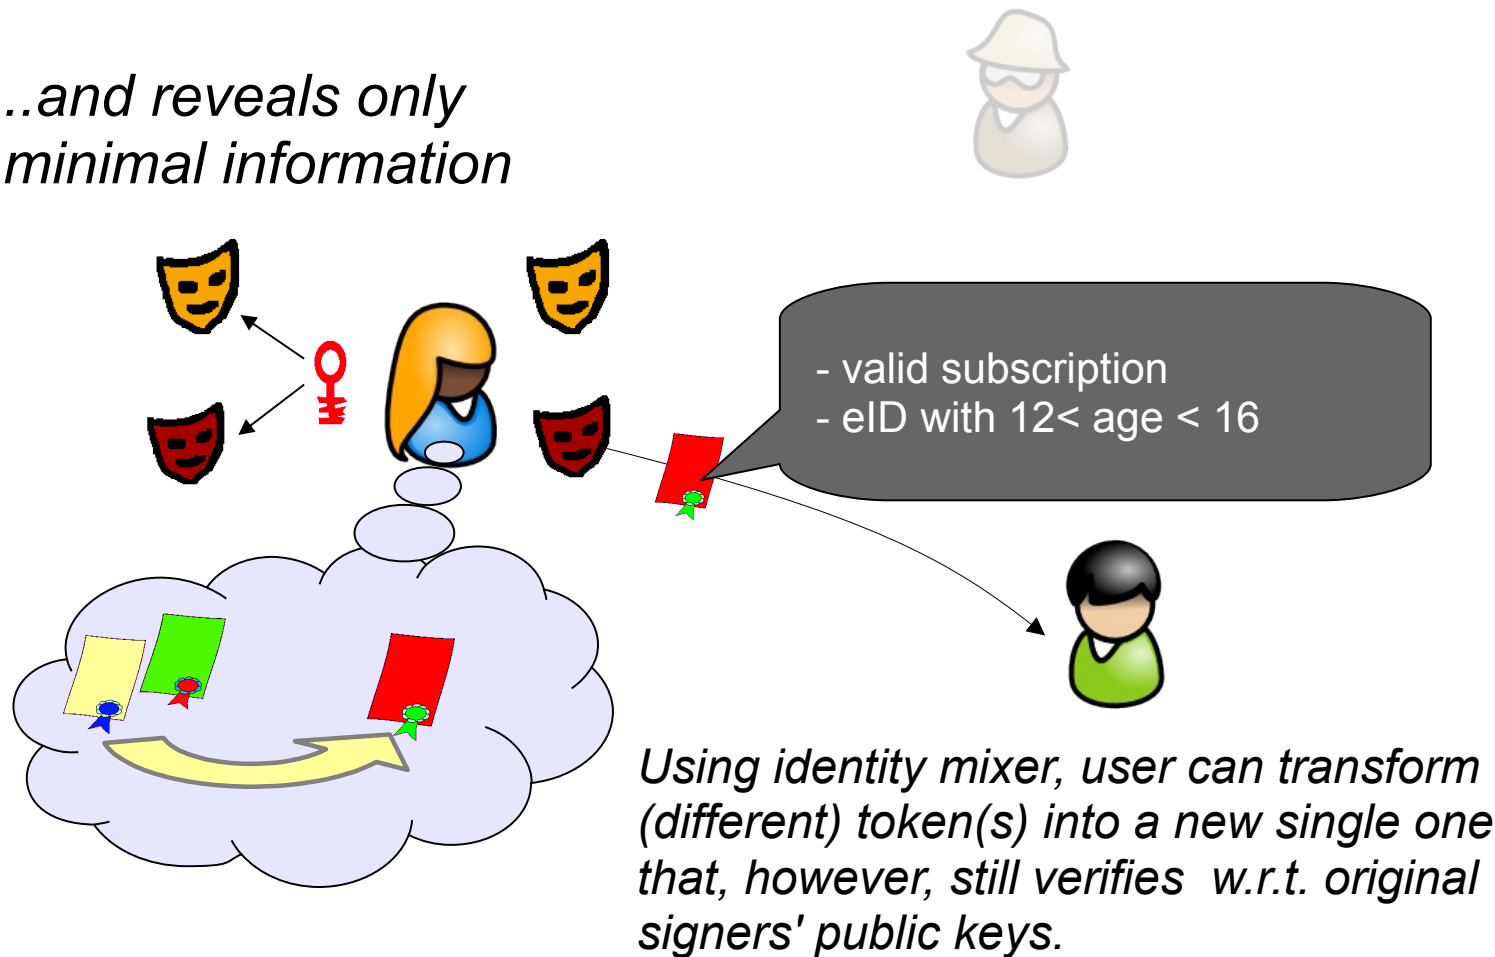 ..and reveals only
minimal information
- valid subscription
- eID with 12< age < 16
Using identity mixer, user can transform
(different) token(s) into a new single one
that, however, still verifies  w.r.t. original
signers' public keys.